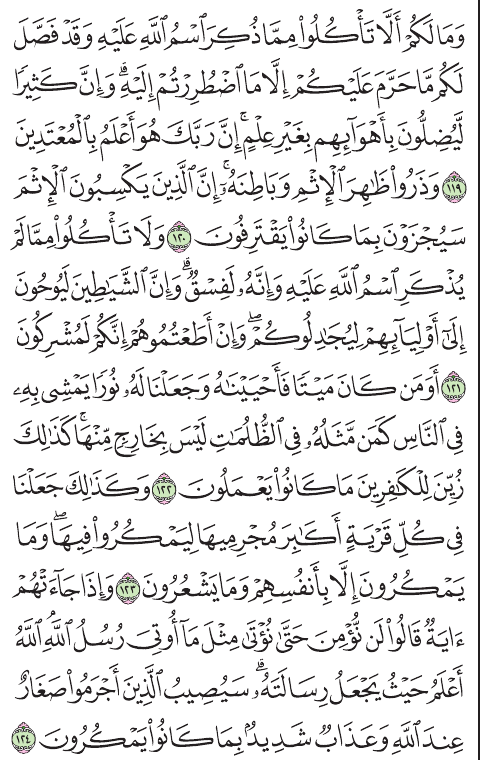 وَمَا لَكُمْ أَلَّا تَأْكُلُوا۟ مِمَّا ذُكِرَ ٱسْمُ ٱللَّهِ عَلَيْهِ وَقَدْ فَصَّلَ
لَكُم مَّا حَرَّمَ عَلَيْكُمْ إِلَّا مَا ٱضْطُرِرْتُمْ إِلَيْهِ ۗ وَإِنَّ كَثِيرًا
لَّيُضِلُّونَ بِأَهْوَآئِهِم بِغَيْرِ عِلْمٍ ۗ إِنَّ رَبَّكَ هُوَ أَعْلَمُ بِٱلْمُعْتَدِينَ
١١٩ وَذَرُوا۟ ظَٰهِرَ ٱلْإِثْمِ وَبَاطِنَهُۥٓ ۚ إِنَّ ٱلَّذِينَ يَكْسِبُونَ ٱلْإِثْمَ
سَيُجْزَوْنَ بِمَا كَانُوا۟ يَقْتَرِفُونَ ١٢٠ وَلَا تَأْكُلُوا۟ مِمَّا لَمْ
يُذْكَرِ ٱسْمُ ٱللَّهِ عَلَيْهِ وَإِنَّهُۥ لَفِسْقٌ ۗ وَإِنَّ ٱلشَّيَٰطِينَ لَيُوحُونَ
إِلَىٰٓ أَوْلِيَآئِهِمْ لِيُجَٰدِلُوكُمْ ۖ وَإِنْ أَطَعْتُمُوهُمْ إِنَّكُمْ لَمُشْرِكُونَ
١٢١ أَوَمَن كَانَ مَيْتًا فَأَحْيَيْنَٰهُ وَجَعَلْنَا لَهُۥ نُورًا يَمْشِى بِهِۦ
فِى ٱلنَّاسِ كَمَن مَّثَلُهُۥ فِى ٱلظُّلُمَٰتِ لَيْسَ بِخَارِجٍ مِّنْهَا ۚ كَذَٰلِكَ
زُيِّنَ لِلْكَٰفِرِينَ مَا كَانُوا۟ يَعْمَلُونَ ١٢٢ وَكَذَٰلِكَ جَعَلْنَا
فِى كُلِّ قَرْيَةٍ أَكَٰبِرَ مُجْرِمِيهَا لِيَمْكُرُوا۟ فِيهَا ۖ وَمَا
يَمْكُرُونَ إِلَّا بِأَنفُسِهِمْ وَمَا يَشْعُرُونَ ١٢٣ وَإِذَا جَآءَتْهُمْ
ءَايَةٌ قَالُوا۟ لَن نُّؤْمِنَ حَتَّىٰ نُؤْتَىٰ مِثْلَ مَآ أُوتِىَ رُسُلُ ٱللَّهِ ۘ ٱللَّهُ
أَعْلَمُ حَيْثُ يَجْعَلُ رِسَالَتَهُۥ ۗ سَيُصِيبُ ٱلَّذِينَ أَجْرَمُوا۟ صَغَارٌ
عِندَ ٱللَّهِ وَعَذَابٌ شَدِيدٌۢ بِمَا كَانُوا۟ يَمْكُرُونَ ١٢٤